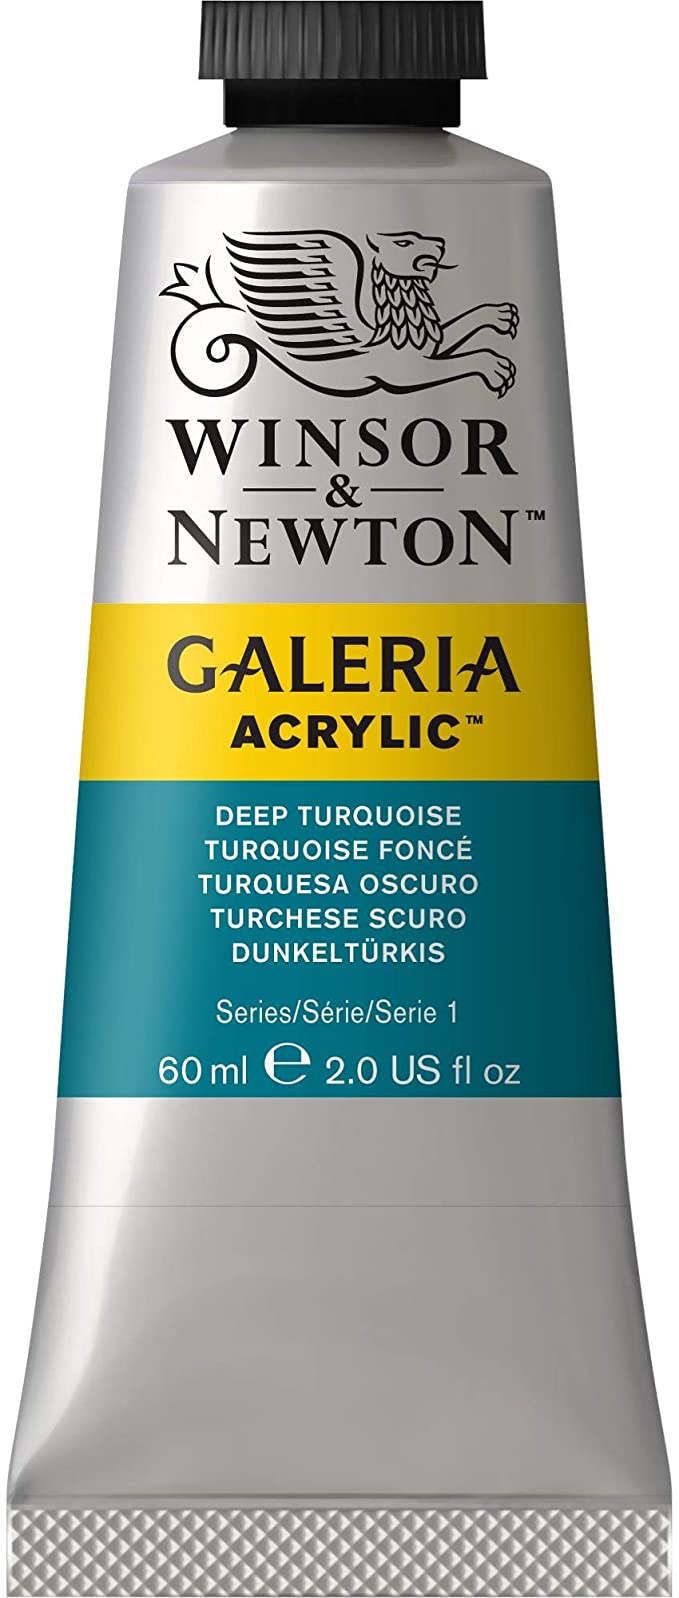 WINSOR
&
NEWTON™
GALERIA
ACRYLIC™
DEEP TURQUOISE
TURQUOISE FONCÉ
TURQUESA OSCURO
TURCHESE SCURO
DUNKELTÜRKIS
Series/Série/Serie 1
60 ml ℮ 2.0 US fl oz